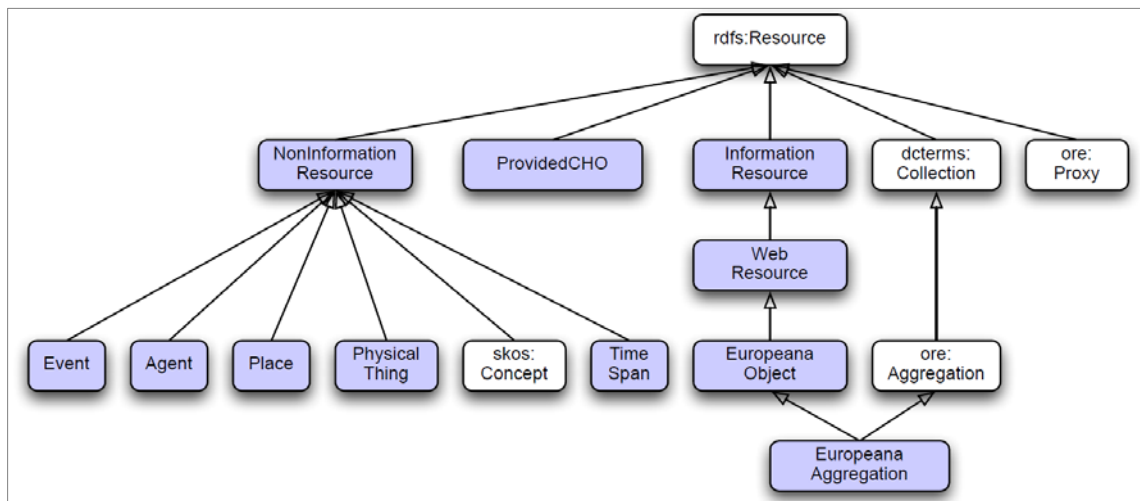 rdfs:Resource
NonInformation
Resource
ProvidedCHO
Information
Resource
dcterms:
Collection
ore:
Proxy
Web
Resource
Event
Agent
Place
Physical
Thing
skos:
Concept
Time
Span
Europeana
Object
ore:
Aggregation
Europeana
Aggregation